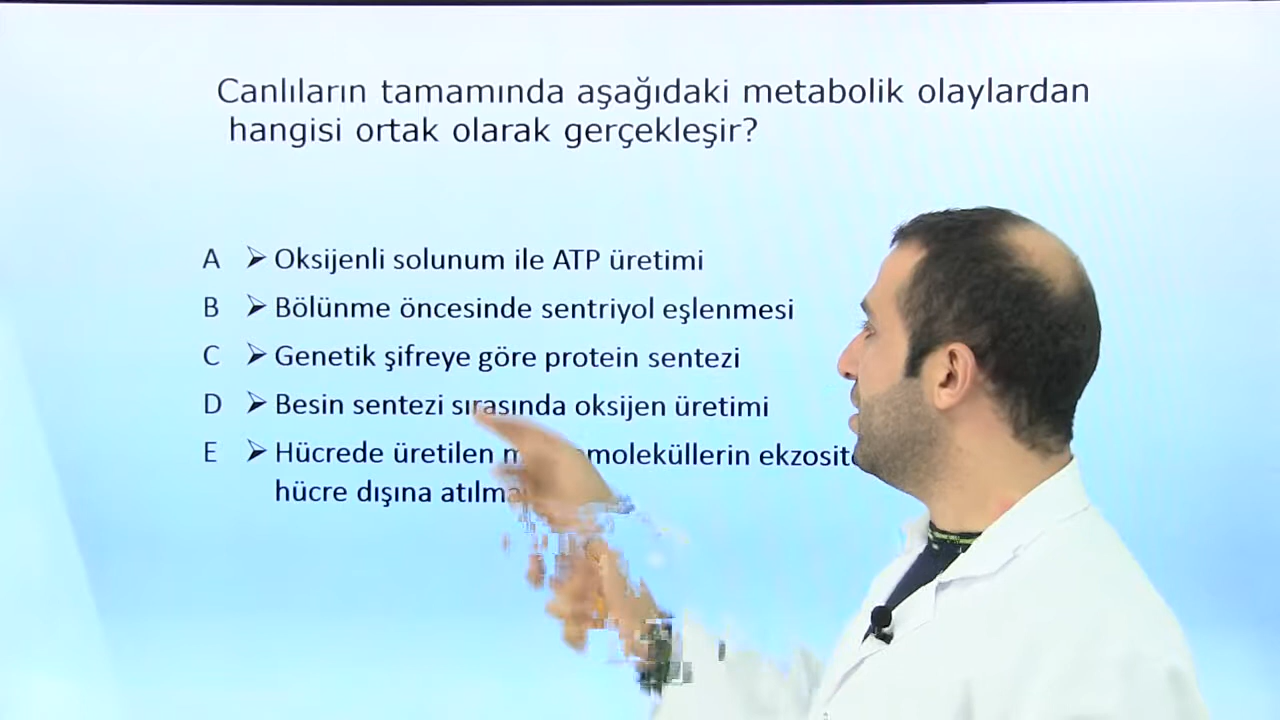 Canlıların tamamında aşağıdaki metabolik olaylardan
hangisi ortak olarak gerçekleşir?
A ➢ Oksijenli solunum ile ATP üretimi
B ➢ Bölünme öncesinde sentriyol eşlenmesi
C ➢ Genetik şifreye göre protein sentezi
D ➢ Besin sentezi sırasında oksijen üretimi
E ➢ Hücrede üretilen
hücre dışına